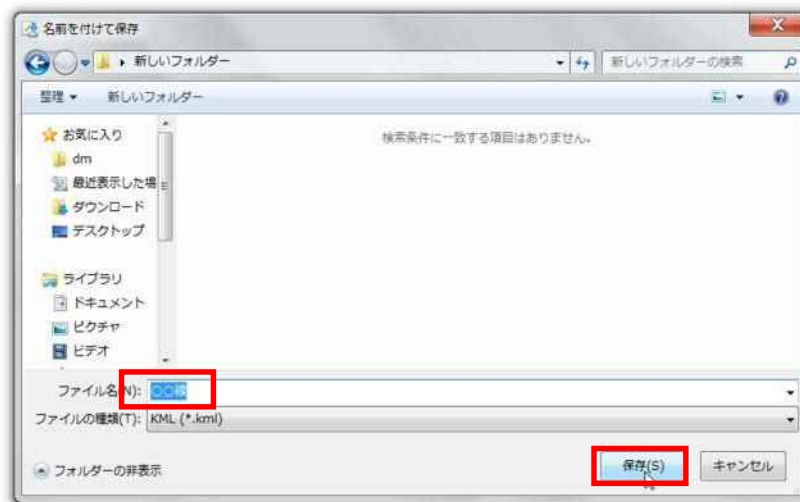 名前を付けて保存
新しいフォルダー
新しいフォルダーの検索
整理
新しいフォルダー
お気に入り
dm
最近表示した場
ダウンロード
デスクトップ
ライブラリ
ドキュメント
ピクチャ
ビデオ
検索条件に一致する項目はありません。
ファイル名(N): 〇〇線
ファイルの種類(T): KML (*.kml)
フォルダーの非表示
保存(S)
キャンセル